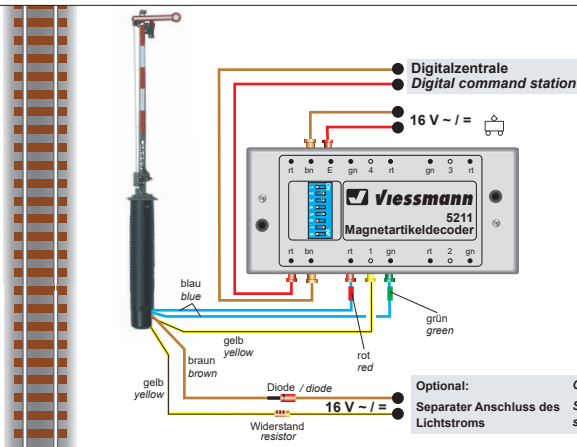 Digitalzentrale
Digital command station
16 V ~ / =
rt bn E gn 4 rt gn 3 rt
viessmann
5211
Magnetartikeldecoder
rt bn rt 1 gn rt 2 gn
blau
blue
grün
green
gelb
yellow
rot
red
braun
brown
gelb
yellow
Diode / diode
16 V ~ / =
Widerstand
resistor
Optional:
Separater Anschluss des
Lichtstroms